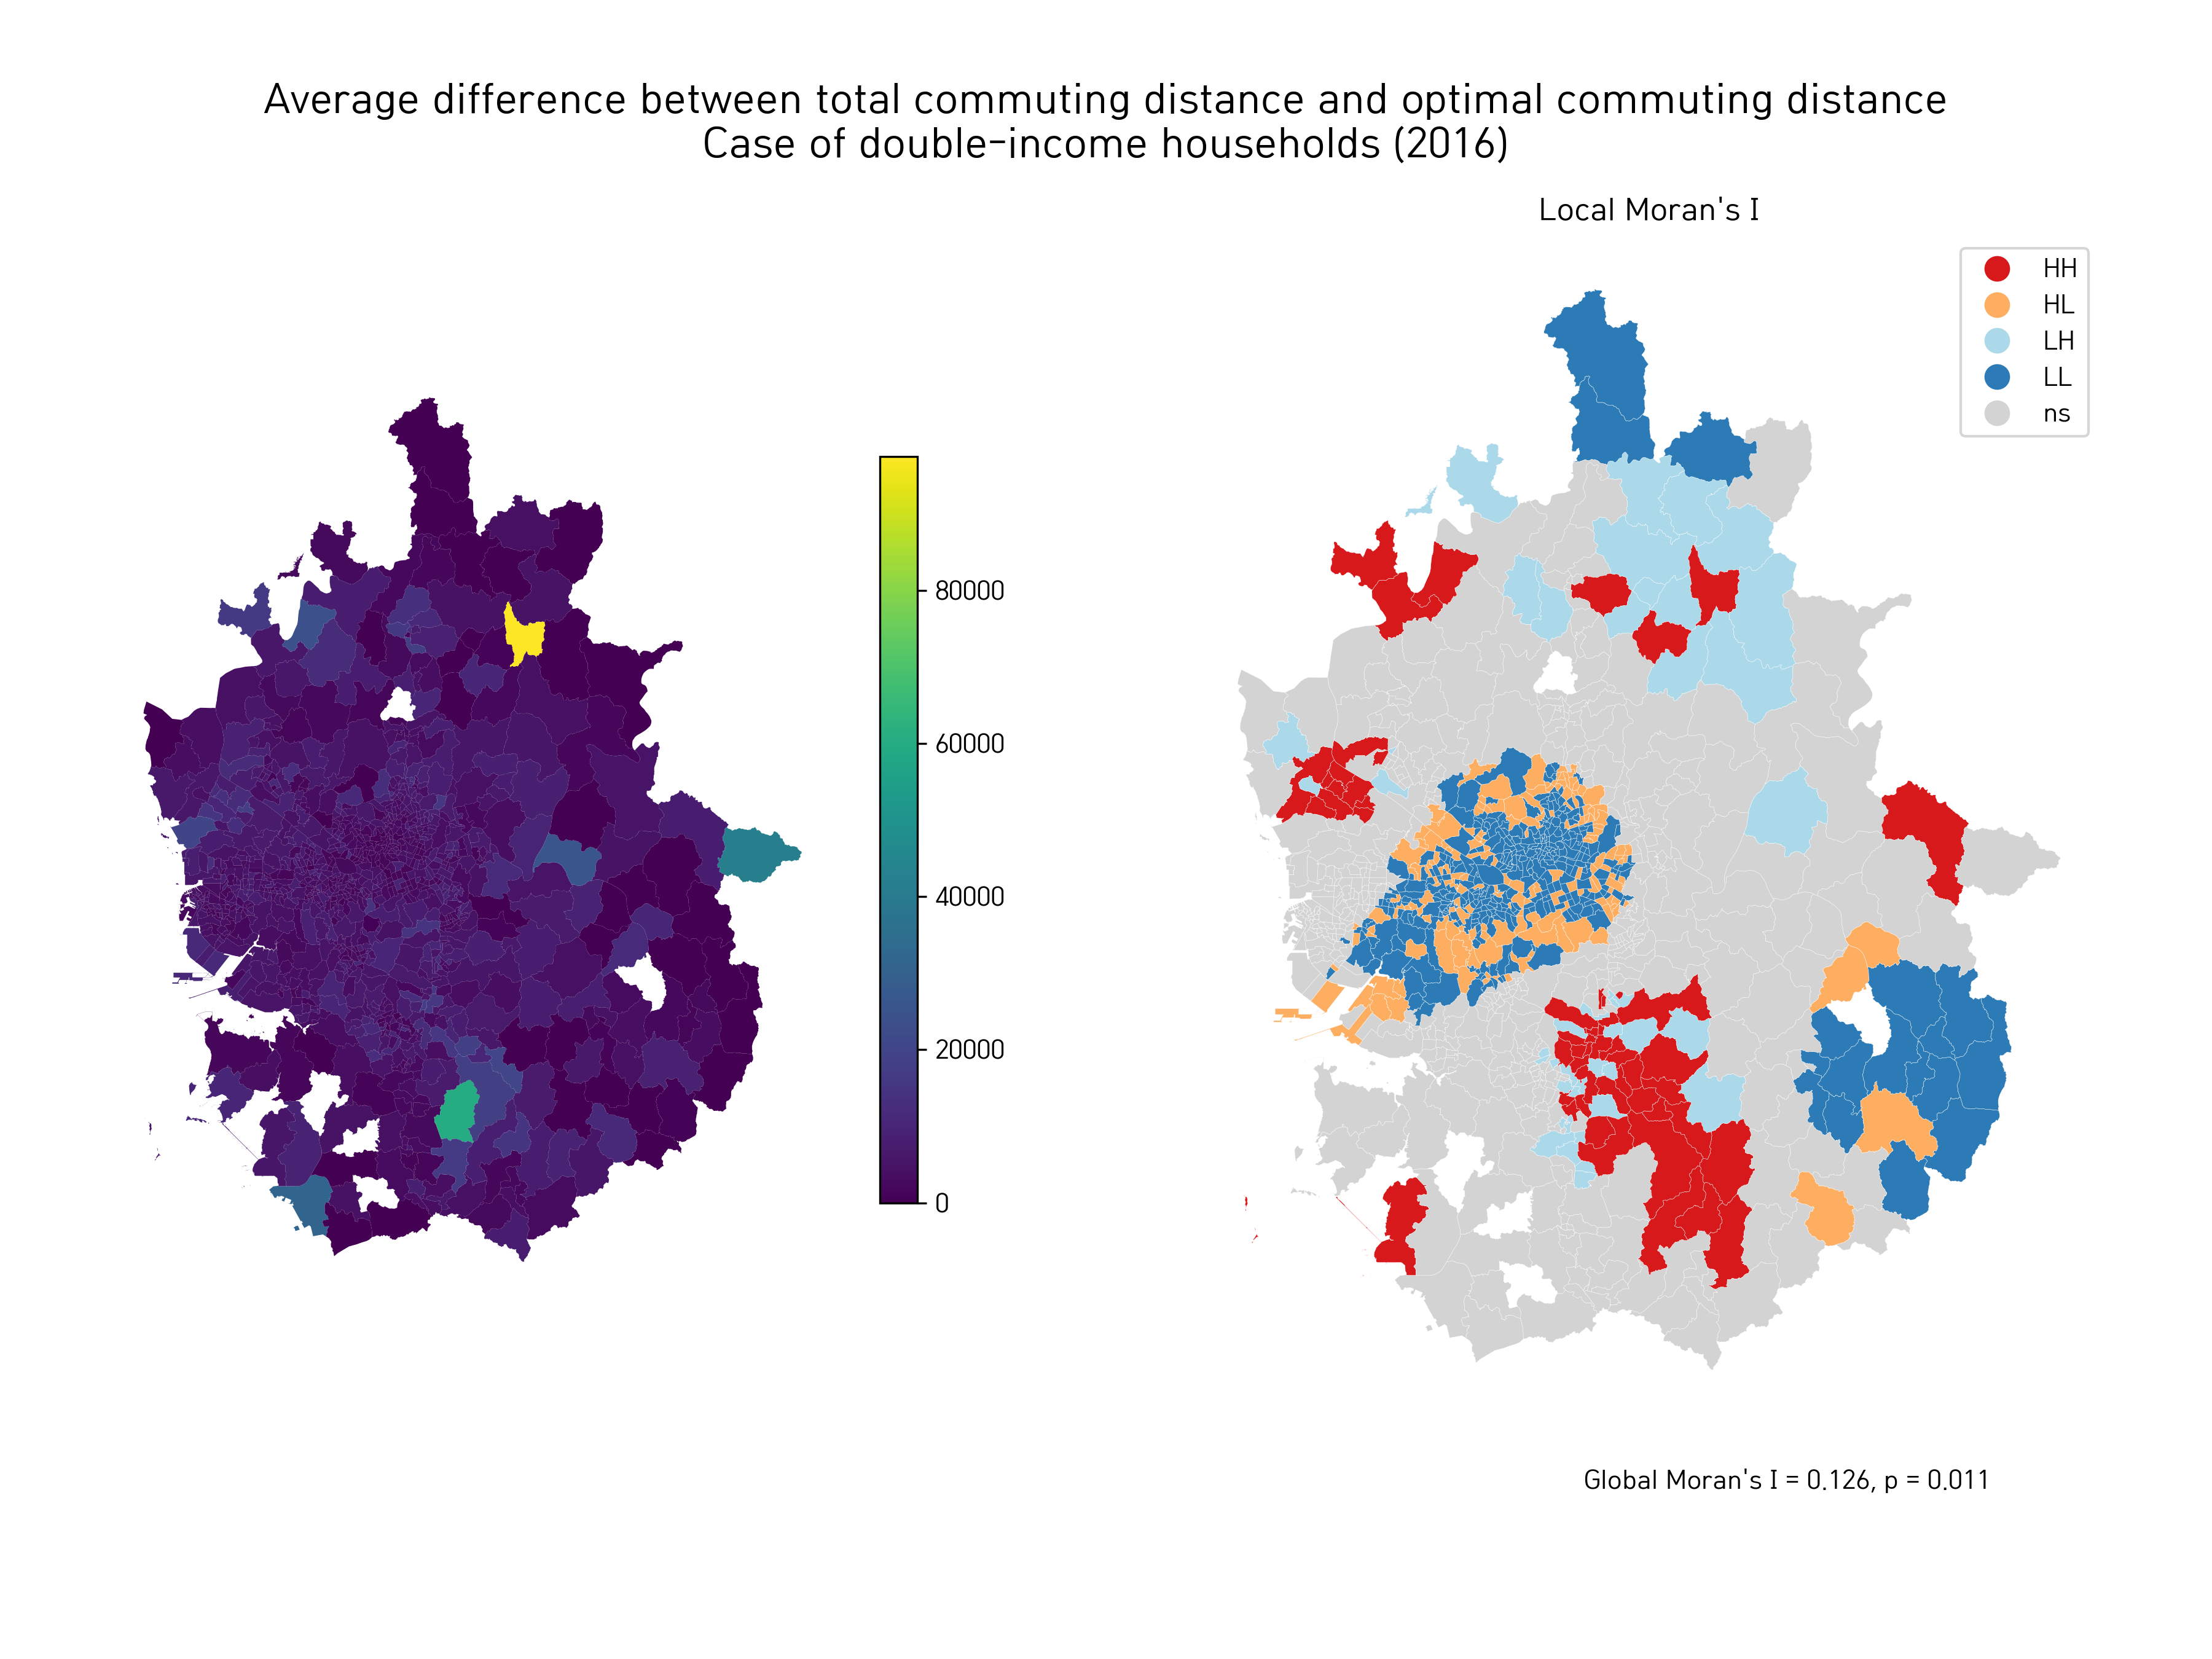 Average difference between total commuting distance and optimal commuting distance
Case of double-income households (2016)
Local Moran's I
HH
HL
LH
LL
ns
80000
60000
40000
20000
0
Global Moran's I = 0.126, p = 0.011